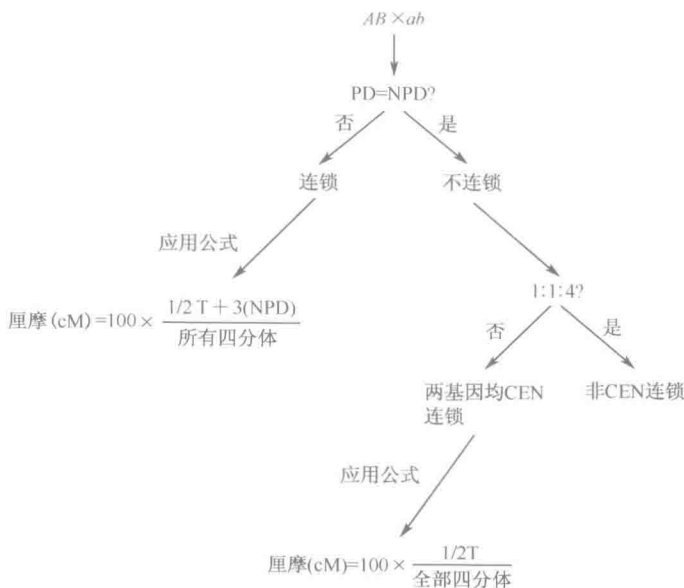 AB×ab
PD=NPD?
否
是
连锁
不连锁
应用公式
厘摩(cM)=100× 1/2 T+3(NPD)
所有四分体
1:1:4?
否
是
两基因均CEN
连锁
非CEN连锁
应用公式
厘摩(cM)=100× 1/2T
全部四分体